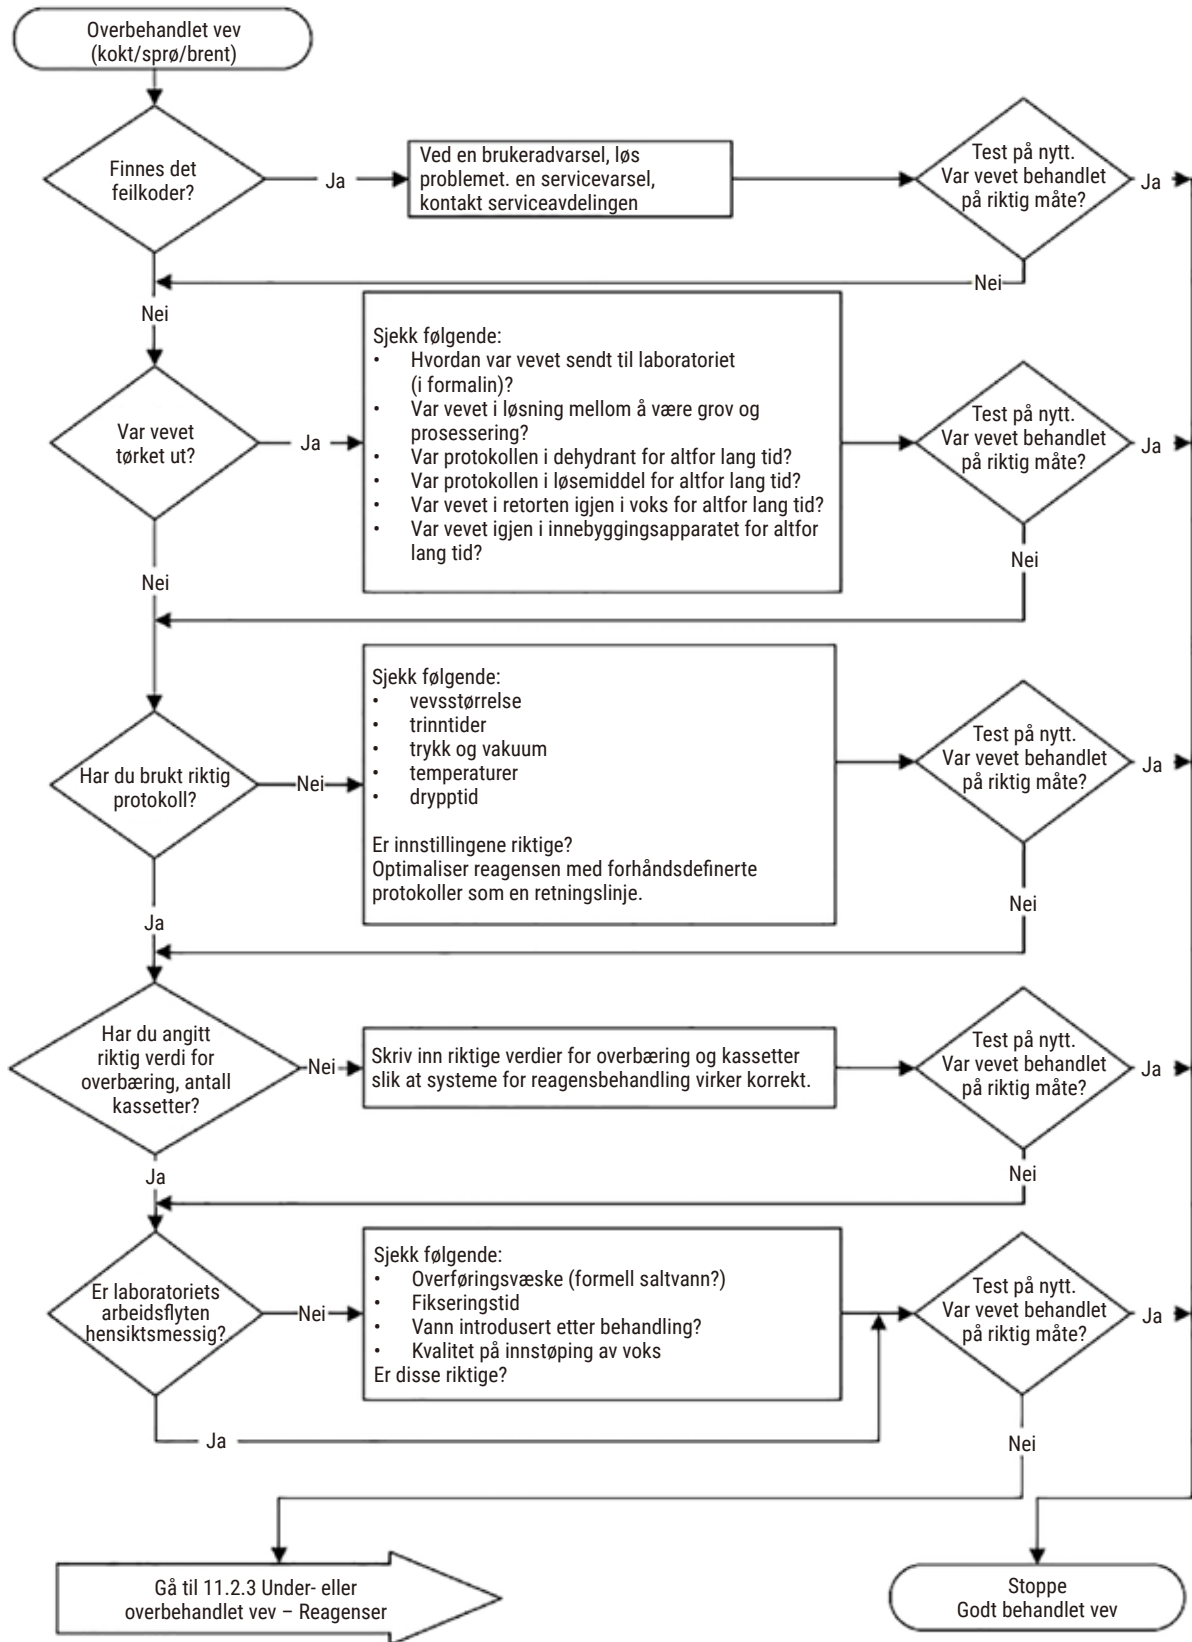 Overbehandlet vev
(kokt/sprø/brent)
Finnes det
feilkoder?
Ja
Ved en brukeradvarsel, løs
problemet. en servicevarsel,
kontakt serviceavdelingen
Test på nytt.
Var vevet behandlet
på riktig måte?
Ja
Nei
Nei
Var vevet
tørket ut?
Ja
Sjekk følgende:
• Hvordan var vevet sendt til laboratoriet
(i formalin)?
• Var vevet i løsning mellom å være grov og
prosessering?
• Var protokollen i dehydrant for altfor lang tid?
• Var protokollen i løsemiddel for altfor lang tid?
• Var vevet i retorten igjen i voks for altfor lang tid?
• Var vevet igjen i innebyggingsapparatet for altfor
lang tid?
Test på nytt.
Var vevet behandlet
på riktig måte?
Ja
Nei
Nei
Har du brukt riktig
protokoll?
Nei
Sjekk følgende:
• vevsstørrelse
• trinntider
• trykk og vakuum
• temperaturer
• drypptid
Er innstillingene riktige?
Optimaliser reagensen med forhåndsdefinerte
protokoller som en retningslinje.
Test på nytt.
Var vevet behandlet
på riktig måte?
Ja
Nei
Ja
Har du angitt
riktig verdi for
overbæring, antall
kassetter?
Nei
Skriv inn riktige verdier for overbæring og kassetter
slik at systeme for reagensbehandling virker korrekt.
Test på nytt.
Var vevet behandlet
på riktig måte?
Ja
Nei
Ja
Er laboratoriets
arbeidsflyten
hensiktsmessig?
Nei
Sjekk følgende:
• Overføringsvæske (formell saltvann?)
• Fikseringstid
• Vann introdusert etter behandling?
• Kvalitet på innstøping av voks
Er disse riktige?
Test på nytt.
Var vevet behandlet
på riktig måte?
Ja
Ja
Nei
Gå til 11.2.3 Under- eller
overbehandlet vev – Reagenser
Stoppe
Godt behandlet vev